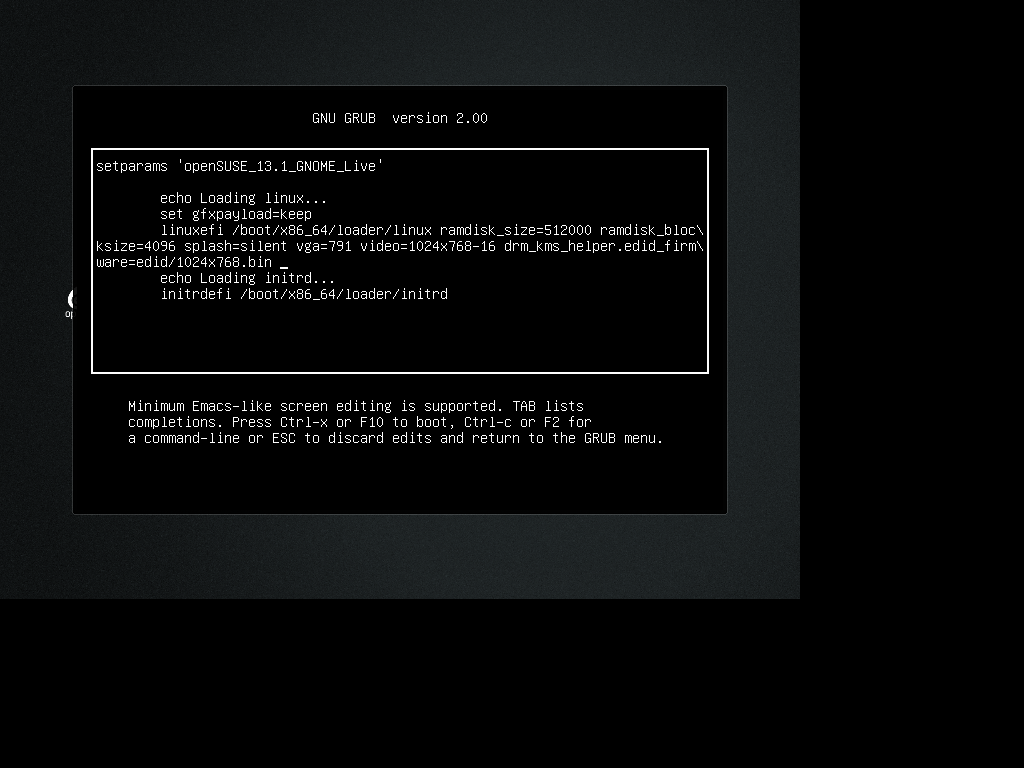 GNU GRUB version 2.00
setparams 'openSUSE_13.1_GNOME_Live'
echo Loading linux...
set gfxpayload=keep
linuxefi /boot/x86_64/loader/linux ramdisk_size=512000 ramdisk_bloc\
ksize=4096 splash=silent vga=791 video=1024x768-16 drm_kms_helper.edid_firm\
ware=edid/1024x768.bin _
echo Loading initrd...
initrdefi /boot/x86_64/loader/initrd
op
Minimum Emacs-like screen editing is supported. TAB lists
completions. Press Ctrl-x or F10 to boot, Ctrl-c or F2 for
a command-line or ESC to discard edits and return to the GRUB menu.